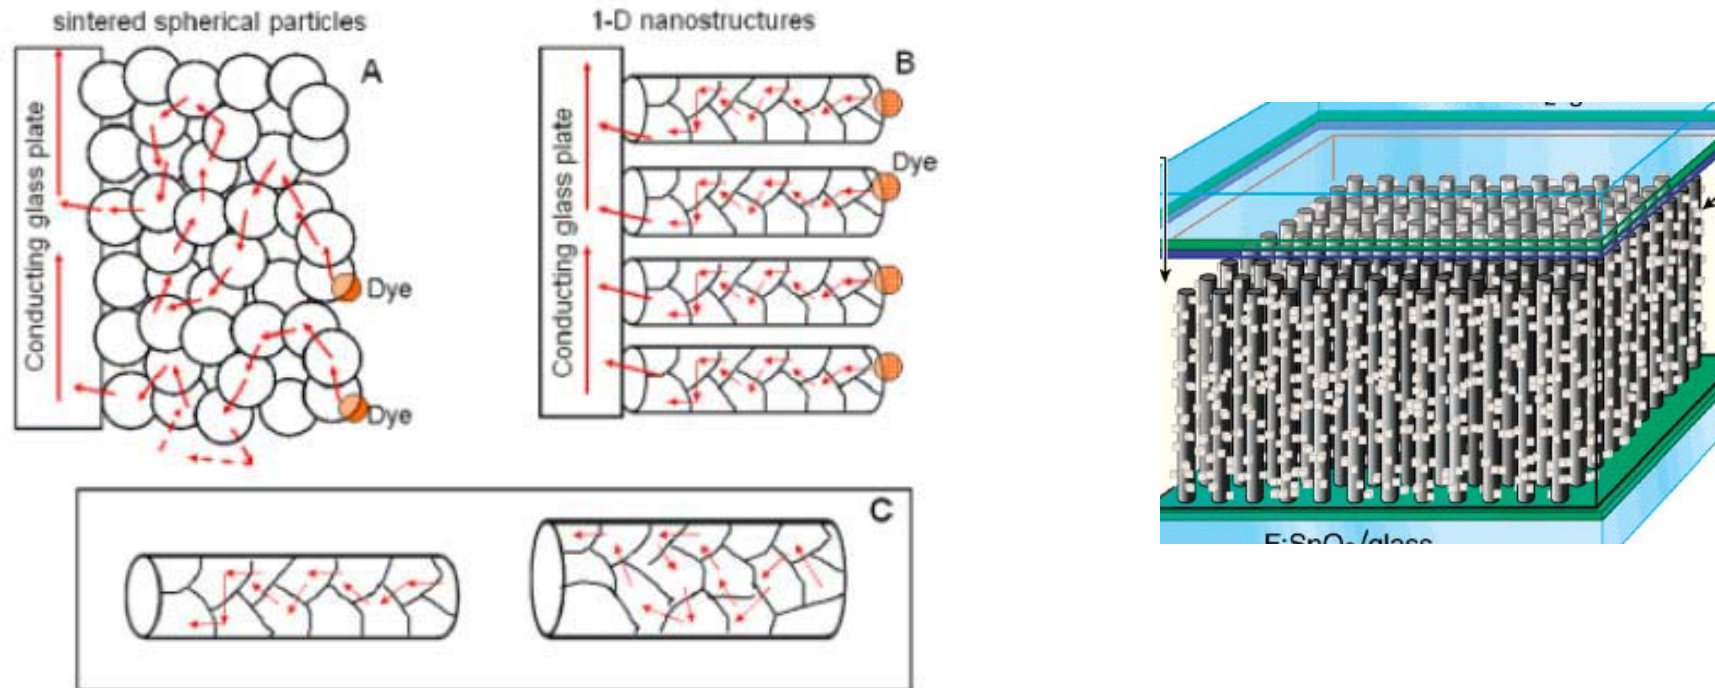 sintered spherical particles
1-D nanostructures
A
B
Conducting glass plate
Conducting glass plate
Dye
Dye
Dye
C